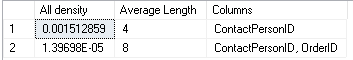 All density Average Length Columns
1 0.001512859 4 ContactPersonID
2 1.39698E-05 8 ContactPersonID, OrderID